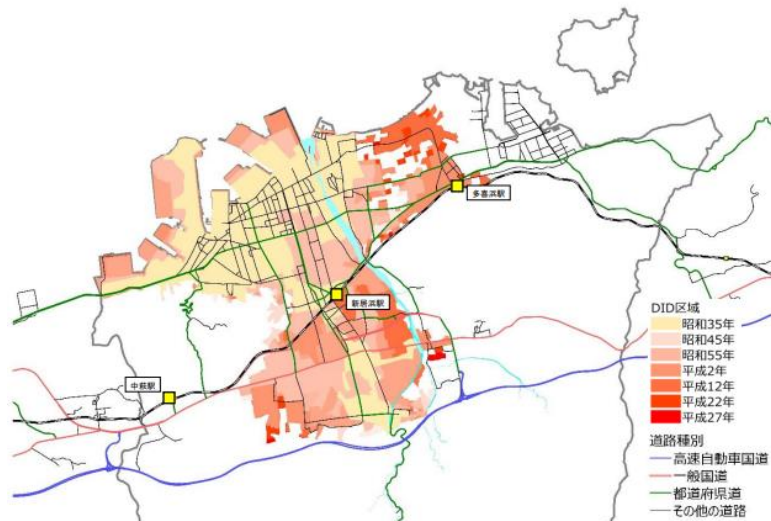 多喜浜駅
新居浜駅
中萩駅
DID区域
昭和35年
昭和45年
昭和55年
平成2年
平成12年
平成22年
平成27年
道路種別
高速自動車国道
一般国道
都道府県道
その他の道路